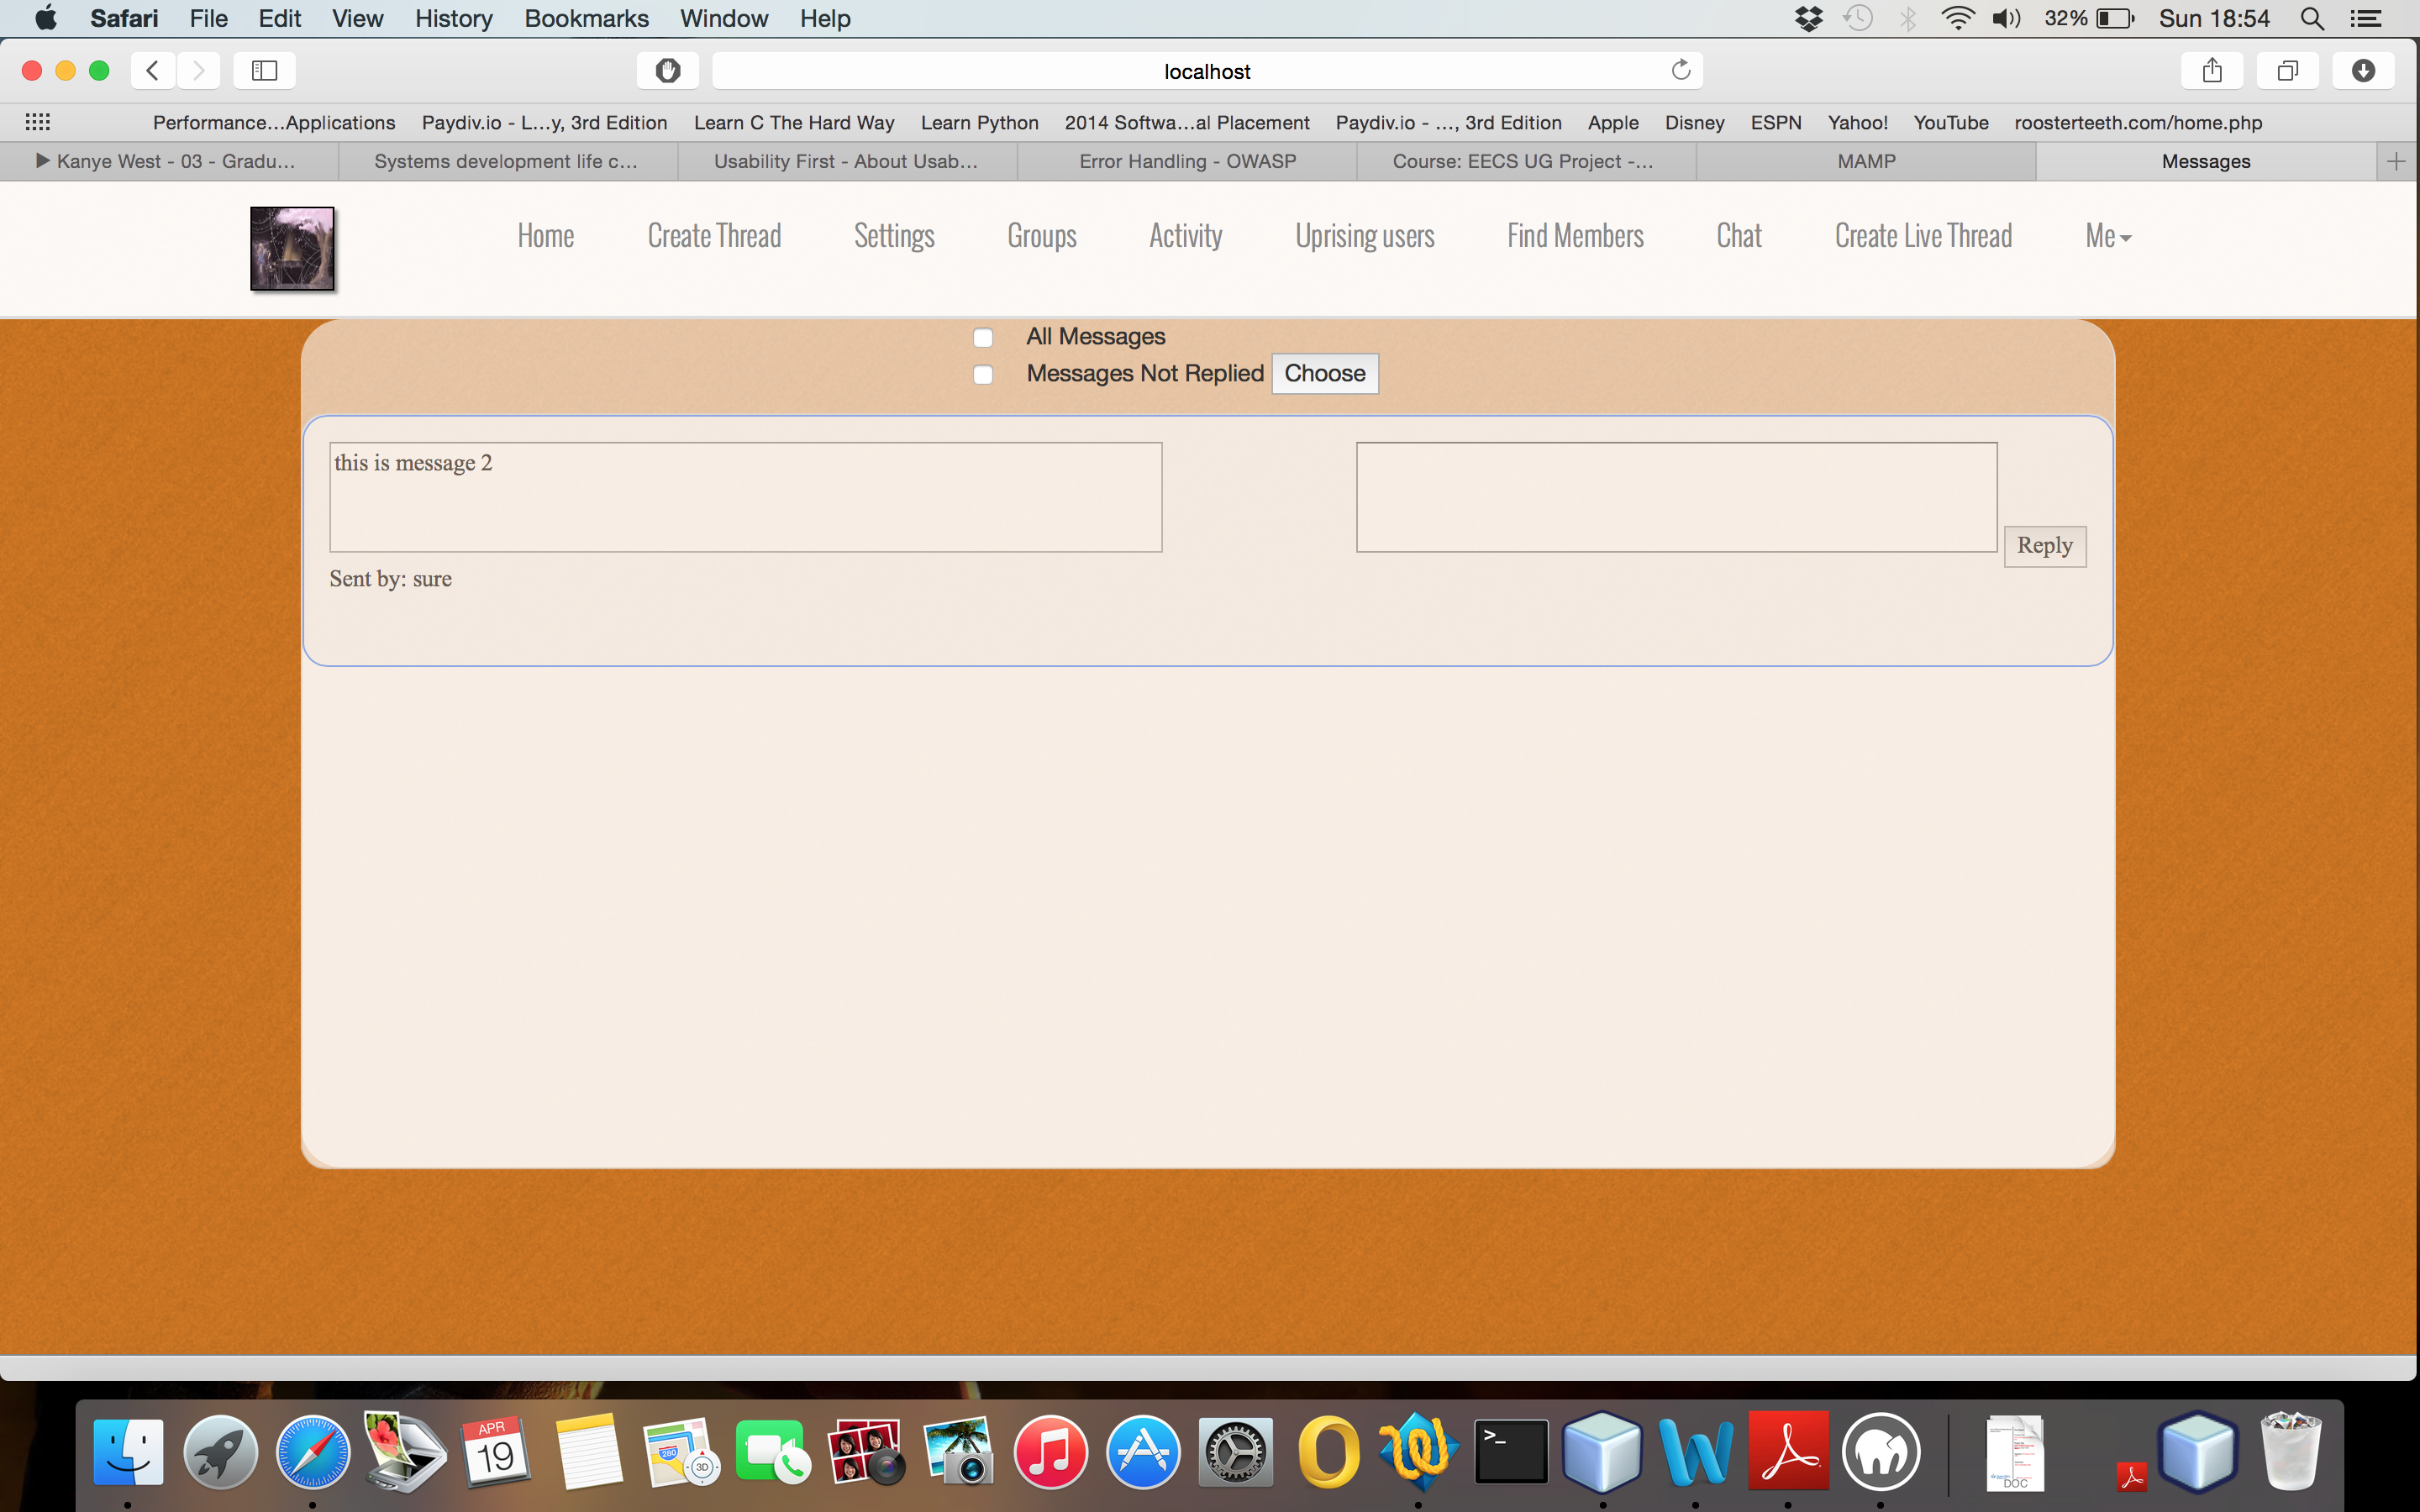 Safari File Edit View History Bookmarks Window Help 32% Sun 18:54
localhost
Performance...Applications Paydiv.io - L...y, 3rd Edition Learn C The Hard Way Learn Python 2014 Softwa...al Placement Paydiv.io - ..., 3rd Edition Apple Disney ESPN Yahoo! YouTube roosterteeth.com/home.php
Kanye West - 03 - Gradu... Systems development life c... Usability First - About Usab... Error Handling - OWASP Course: EECS UG Project -... MAMP Messages
Home Create Thread Settings Groups Activity Uprising users Find Members Chat Create Live Thread Me
All Messages
Messages Not Replied Choose
this is message 2
Reply
Sent by: sure
APR
19
280
3D
>_
DOC